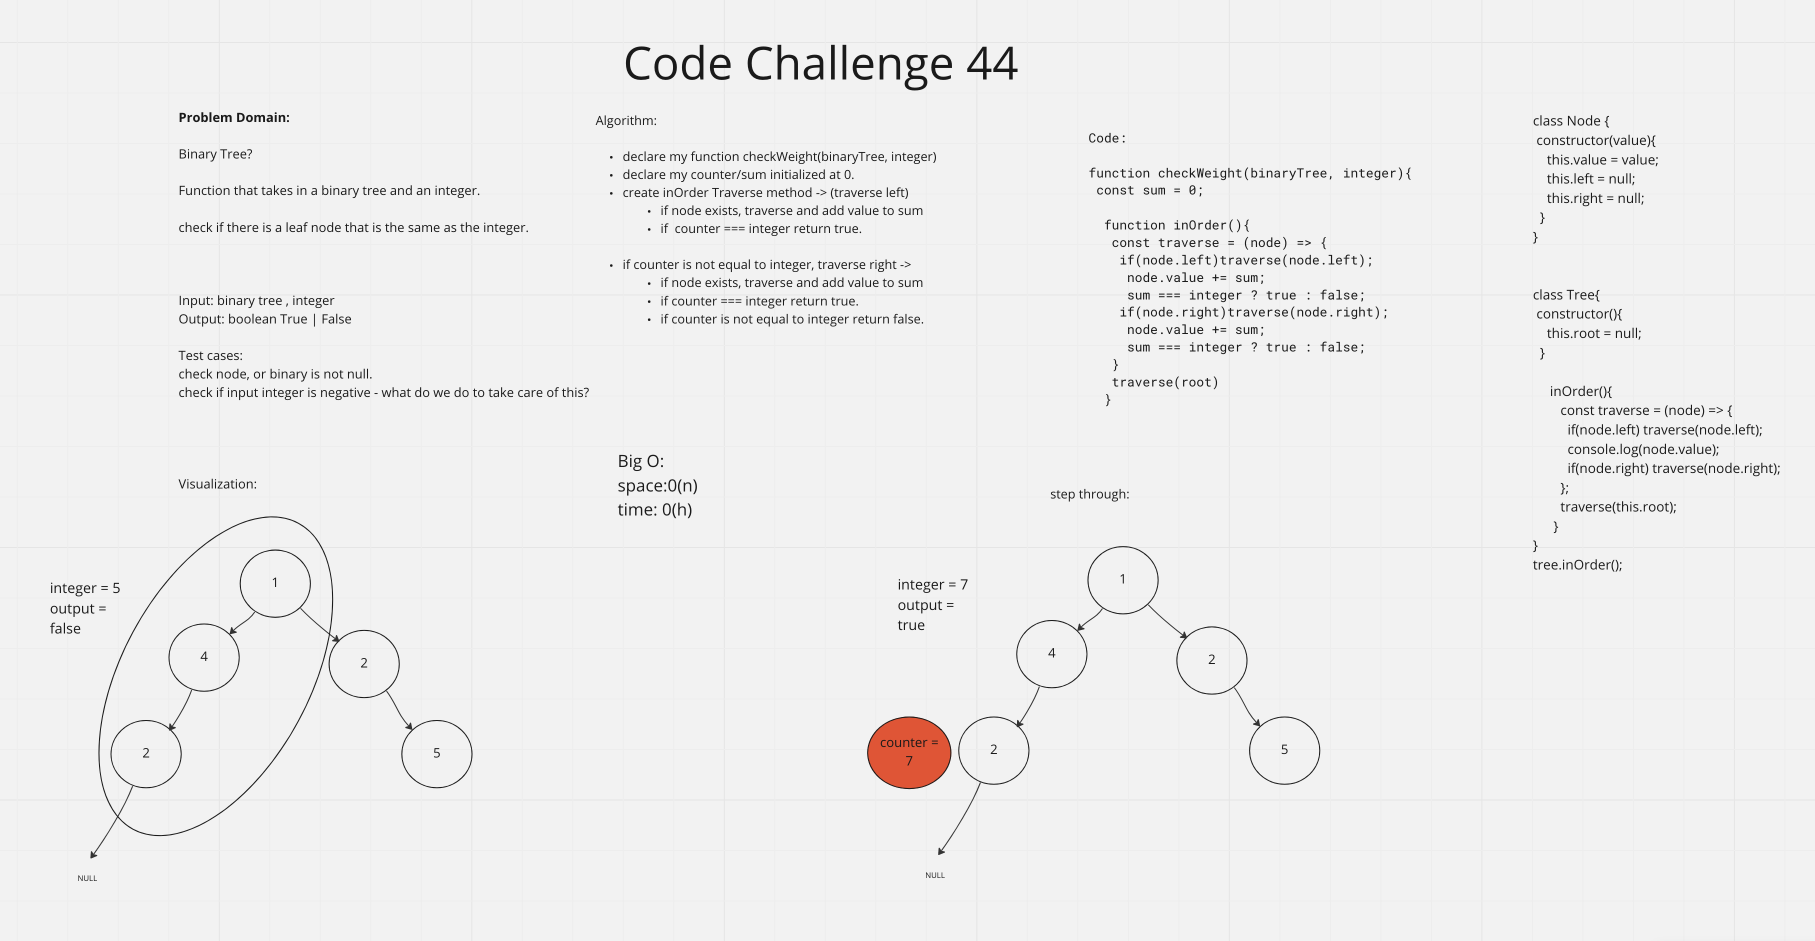 Code Challenge 44
Problem Domain:
Binary Tree?
Function that takes in a binary tree and an integer.
check if there is a leaf node that is the same as the integer.
Input: binary tree , integer
Output: boolean True | False
Test cases:
check node, or binary is not null.
check if input integer is negative - what do we do to take care of this?
Algorithm:
• declare my function checkWeight(binaryTree, integer)
• declare my counter/sum initialized at 0.
• create inOrder Traverse method -> (traverse left)
• if node exists, traverse and add value to sum
• if  counter === integer return true.
• if counter is not equal to integer, traverse right ->
• if node exists, traverse and add value to sum
• if counter === integer return true.
• if counter is not equal to integer return false.
Code:
function checkWeight(binaryTree, integer){
const sum = 0;
function inOrder(){
const traverse = (node) => {
if(node.left)traverse(node.left);
node.value += sum;
sum === integer ? true : false;
if(node.right)traverse(node.right);
node.value += sum;
sum === integer ? true : false;
}
traverse(root)
}
class Node {
constructor(value){
this.value = value;
this.left = null;
this.right = null;
}
}
class Tree{
constructor(){
this.root = null;
}
inOrder(){
const traverse = (node) => {
if(node.left) traverse(node.left);
console.log(node.value);
if(node.right) traverse(node.right);
};
traverse(this.root);
}
}
tree.inOrder();
Big O:
space:0(n)
time: 0(h)
Visualization:
integer = 5
output =
false
1
4
2
2
5
NULL
step through:
integer = 7
output =
true
1
4
2
counter =
7
2
5
NULL